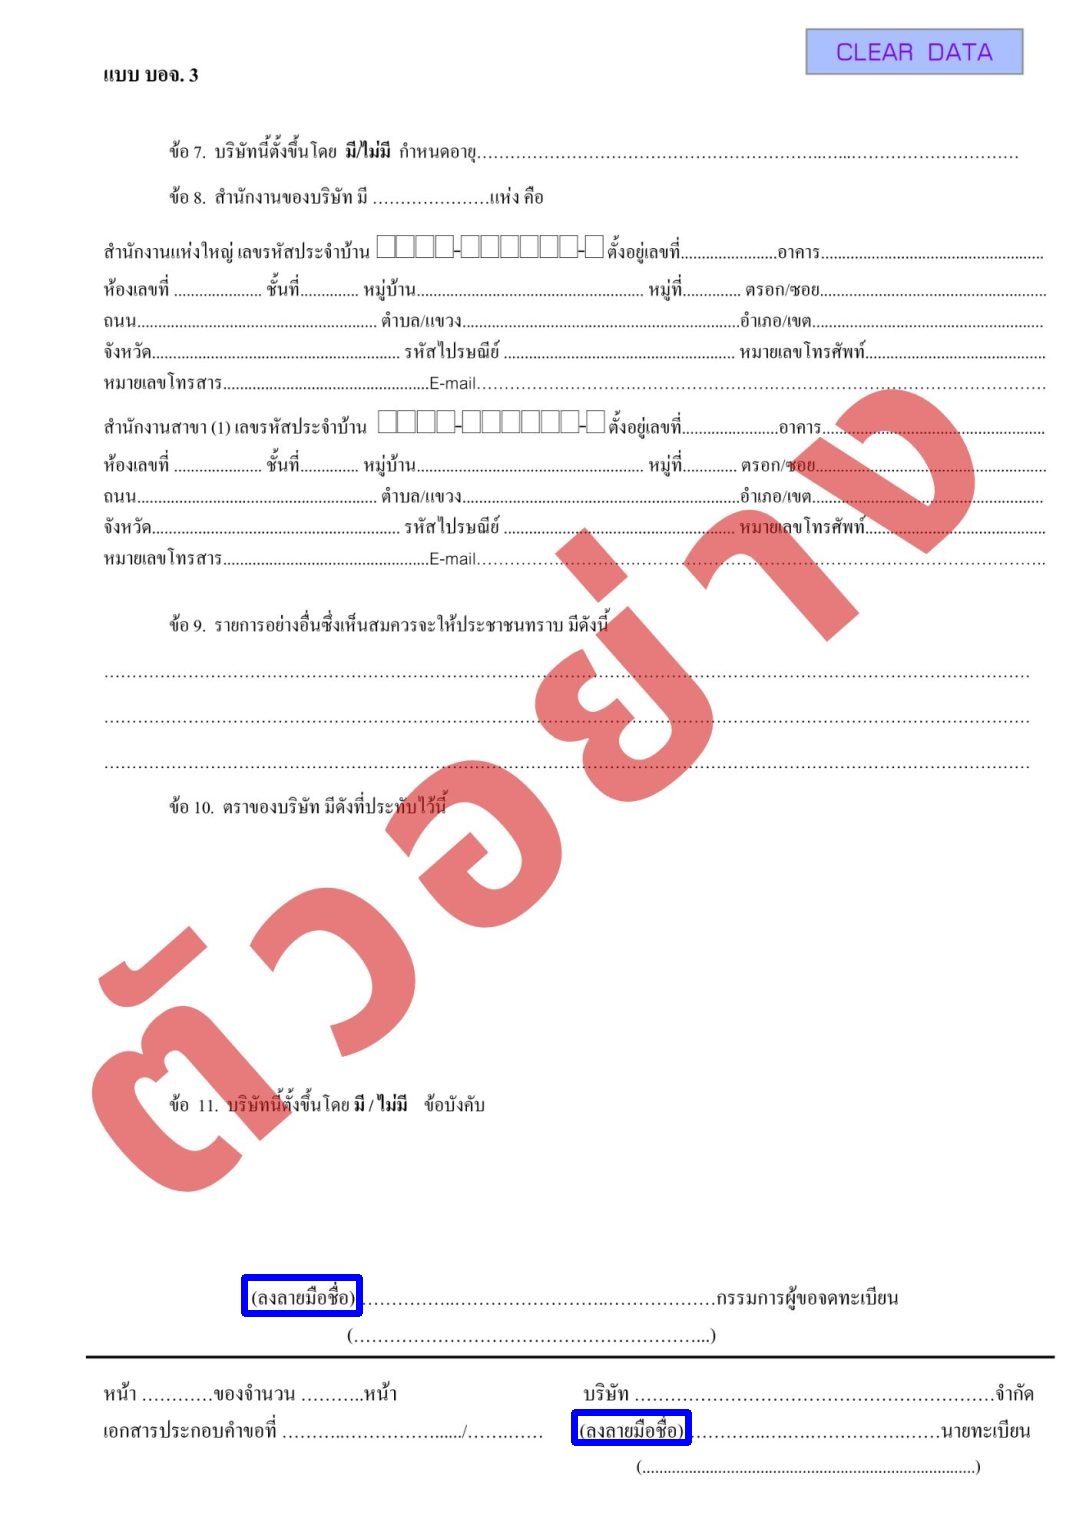 CLEAR DATA
แบบ บอจ. 3
ข้อ 7. บริษัทนี้ตั้งขึ้นโดย มี/ไม่มี กำหนดอายุ............................................................
ข้อ 8. สำนักงานของบริษัท มี .....................แห่ง คือ
สำนักงานแห่งใหญ่ เลขรหัสประจำบ้าน □□□□-□□□□□□-□ ตั้งอยู่เลขที่.......................อาคาร.....................................................
ห้องเลขที่ ..................... ชั้นที่.............. หมู่บ้าน...................................................... หมู่ที่.............. ตรอก/ซอย......................................................
ถนน......................................................... ตำบล/แขวง..................................................................อำเภอ/เขต.......................................................
จังหวัด........................................................... รหัสไปรษณีย์ ....................................................... หมายเลขโทรศัพท์...........................................
หมายเลขโทรสาร.................................................E-mail............................................................
สำนักงานสาขา (1) เลขรหัสประจำบ้าน □□□□-□□□□□□-□ ตั้งอยู่เลขที่.......................อาคาร.....................................................
ห้องเลขที่ ..................... ชั้นที่.............. หมู่บ้าน...................................................... หมู่ที่............. ตรอก/ซอย......................................................
ถนน......................................................... ตำบล/แขวง..................................................................อำเภอ/เขต.......................................................
จังหวัด........................................................... รหัสไปรษณีย์ ....................................................... หมายเลขโทรศัพท์...........................................
หมายเลขโทรสาร.................................................E-mail............................................................
ข้อ 9. รายการอย่างอื่นซึ่งเห็นสมควรจะให้ประชาชนทราบ มีดังนี้
............................................................
............................................................
............................................................
ข้อ 10. ตราของบริษัท มีดังที่ประทับไว้นี้
ตัวอย่าง
ข้อ 11. บริษัทนี้ตั้งขึ้นโดย มี / ไม่มี ข้อบังคับ
(ลงลายมือชื่อ)............................................................กรรมการผู้ขอจดทะเบียน
(............................................................)
หน้า ............ของจำนวน ...........หน้า
บริษัท ............................................................จำกัด
เอกสารประกอบคำขอที่ ............................../.............
(ลงลายมือชื่อ)............................................นายทะเบียน
(...............................................................................)